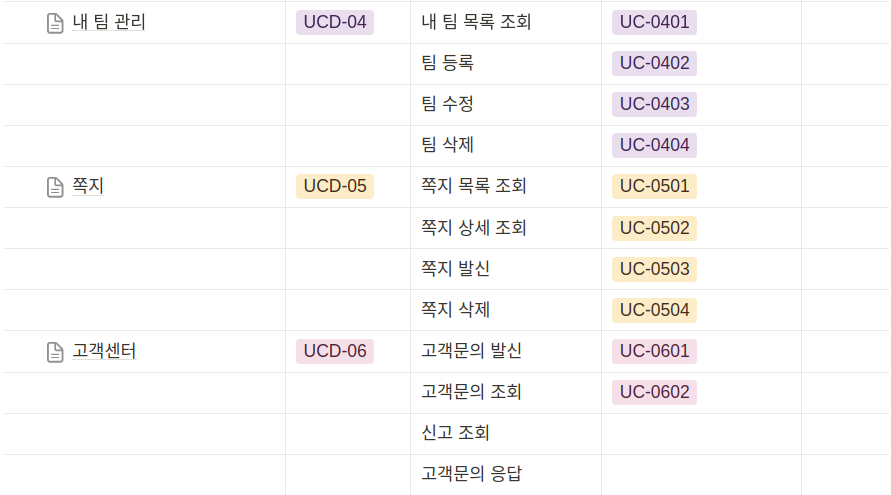 내 팀 관리 UCD-04 내 팀 목록 조회 UC-0401
팀 등록 UC-0402
팀 수정 UC-0403
팀 삭제 UC-0404
쪽지 UCD-05 쪽지 목록 조회 UC-0501
쪽지 상세 조회 UC-0502
쪽지 발신 UC-0503
쪽지 삭제 UC-0504
고객센터 UCD-06 고객문의 발신 UC-0601
고객문의 조회 UC-0602
신고 조회
고객문의 응답